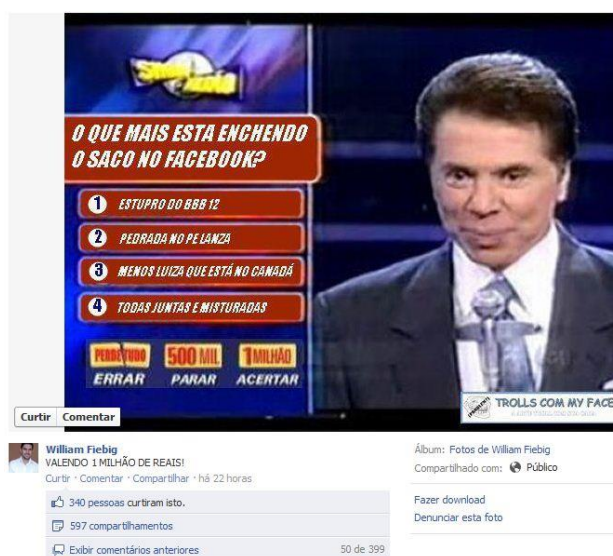 SHOW DO MILHÃO
O QUE MAIS ESTA ENCHENDO
O SACO NO FACEBOOK?
1 ESTUPRO DO BBB 12
2 PEDRADA NO PE LANZA
3 MENOS LUIZA QUE ESTÁ NO CANADÁ
4 TODAS JUNTAS E MISTURADAS
PERDE TUDO 500 MIL 1 MILHÃO
ERRAR PARAR ACERTAR
TROLLS COM MY FACE
Curtir Comentar
William Fiebig
VALENDO 1 MILHÃO DE REAIS!
Curtir · Comentar · Compartilhar · há 22 horas
340 pessoas curtiram isto.
597 compartilhamentos
Exibir comentários anteriores 50 de 399
Álbum: Fotos de William Fiebig
Compartilhado com: Público
Fazer download
Denunciar esta foto